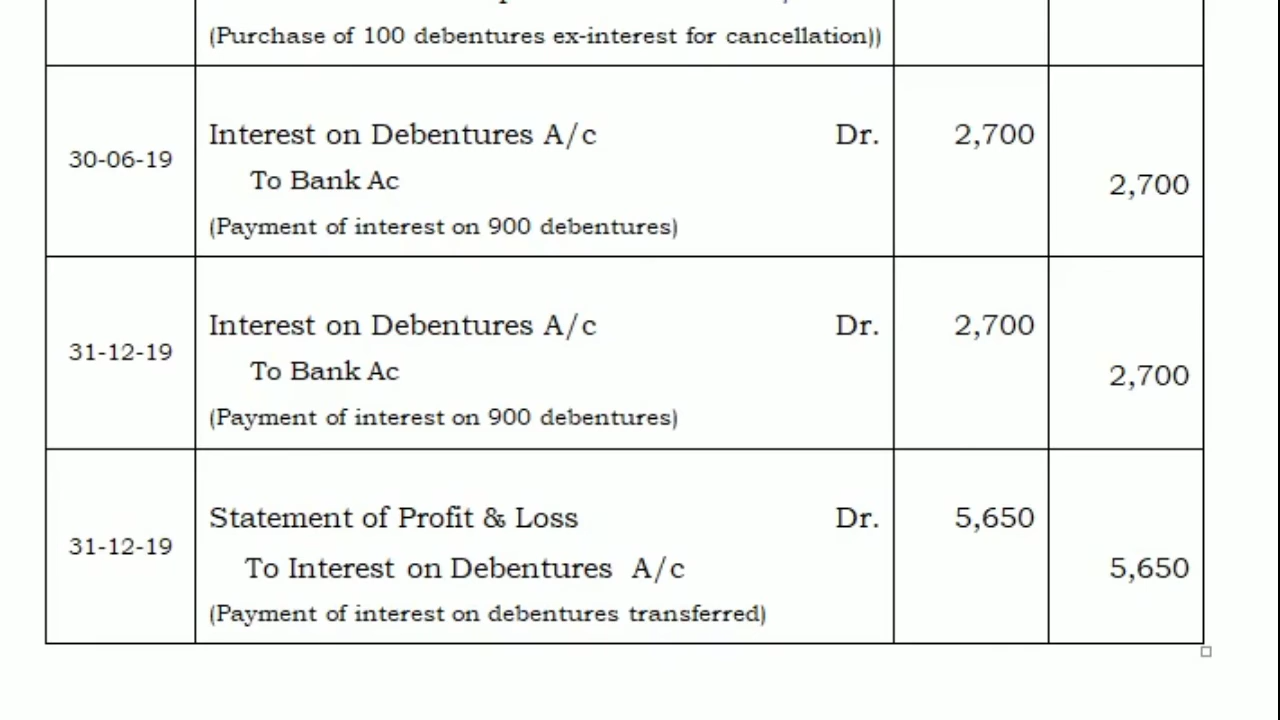 (Purchase of 100 debentures ex-interest for cancellation))
Interest on Debentures A/c Dr. 2,700
30-06-19
To Bank Ac 2,700
(Payment of interest on 900 debentures)
Interest on Debentures A/c Dr. 2,700
31-12-19
To Bank Ac 2,700
(Payment of interest on 900 debentures)
Statement of Profit & Loss Dr. 5,650
31-12-19
To Interest on Debentures A/c 5,650
(Payment of interest on debentures transferred)